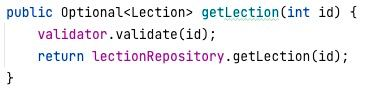 public Optional<Lection> getLection(int id) {
    validator.validate(id);
    return lectionRepository.getLection(id);
}